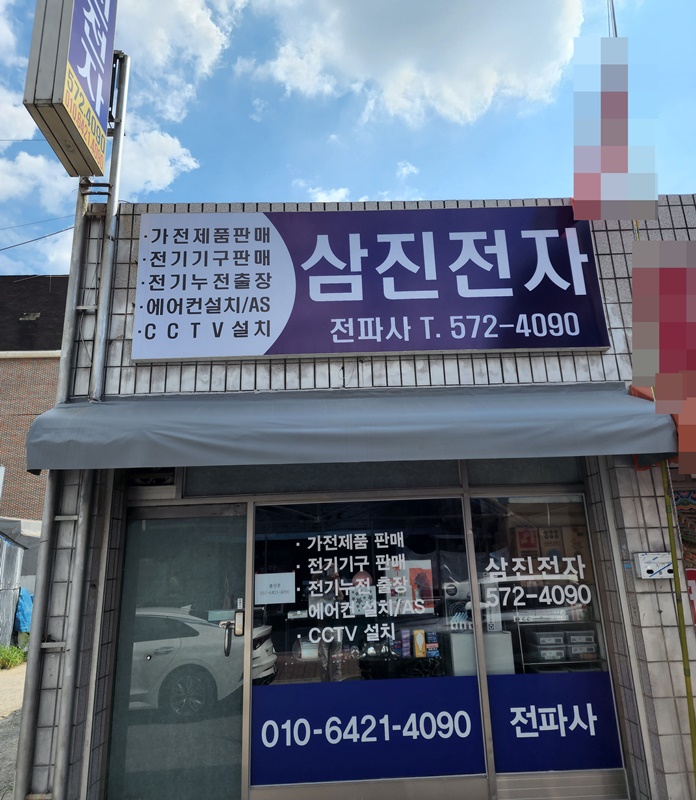 전자
572-4090
·가전제품판매
·전기기구판매
·전기누전출장
·에어컨설치/AS
·CCTV설치
삼진전자
전파사 T. 572-4090
· 가전제품 판매
· 전기기구 판매
· 전기누전 출장
· 에어컨 설치/AS
· CCTV 설치
삼진전자
572-4090
010-6421-4090
전파사